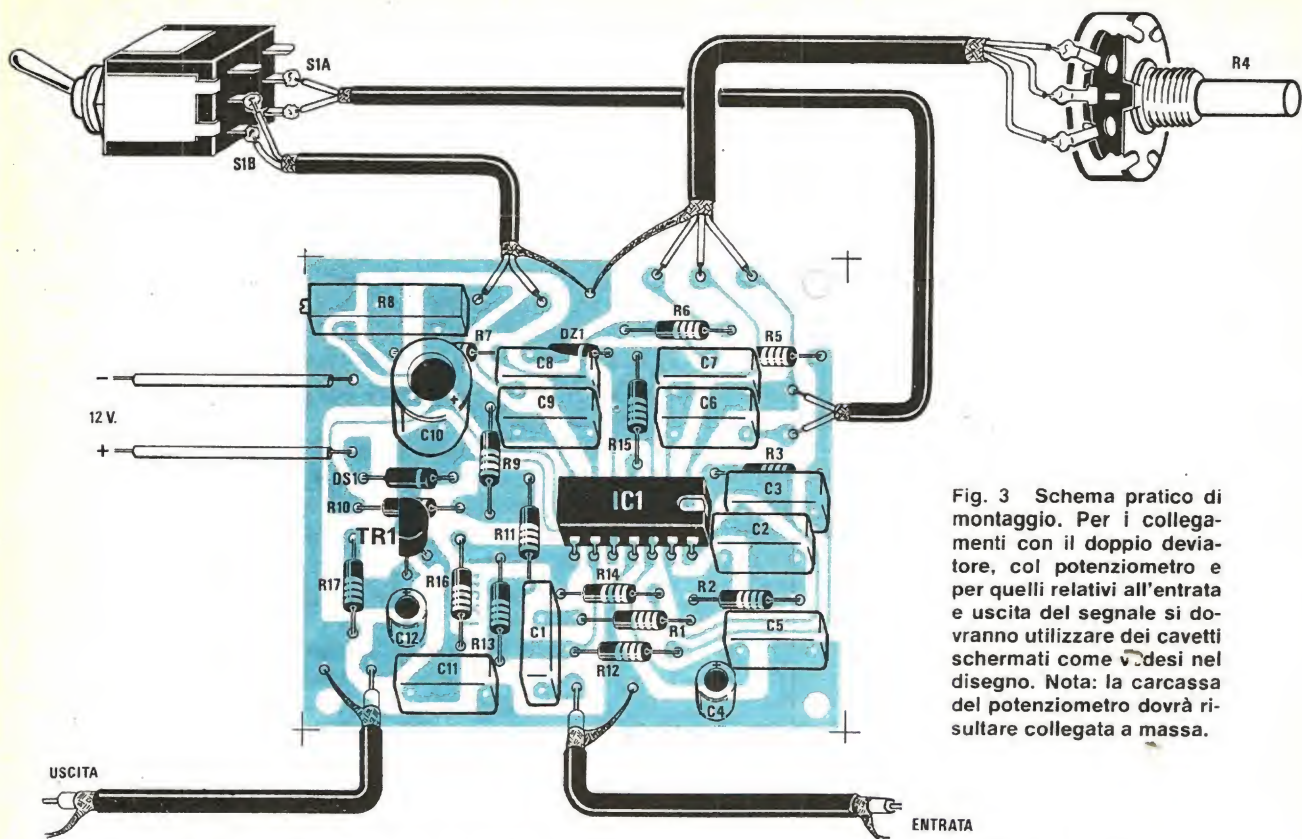 S1A
R4
S1B
R8
R7
DZ1
R6
R5
C8
C7
C9
C6
12 V.
-
+
+
C10
R15
R9
R3
DS1
C3
IC1
R10
TR1
R11
C2
R17
R16
R14
R2
R13
R1
C5
+
C12
C1
R12
C11
+
C4
USCITA
ENTRATA
Fig. 3 Schema pratico di
montaggio. Per i collega-
menti con il doppio devia-
tore, col potenziometro e
per quelli relativi all'entrata
e uscita del segnale si do-
vranno utilizzare dei cavetti
schermati come desi nel
disegno. Nota: la carcassa
del potenziometro dovrà ri-
sultare collegata a massa.